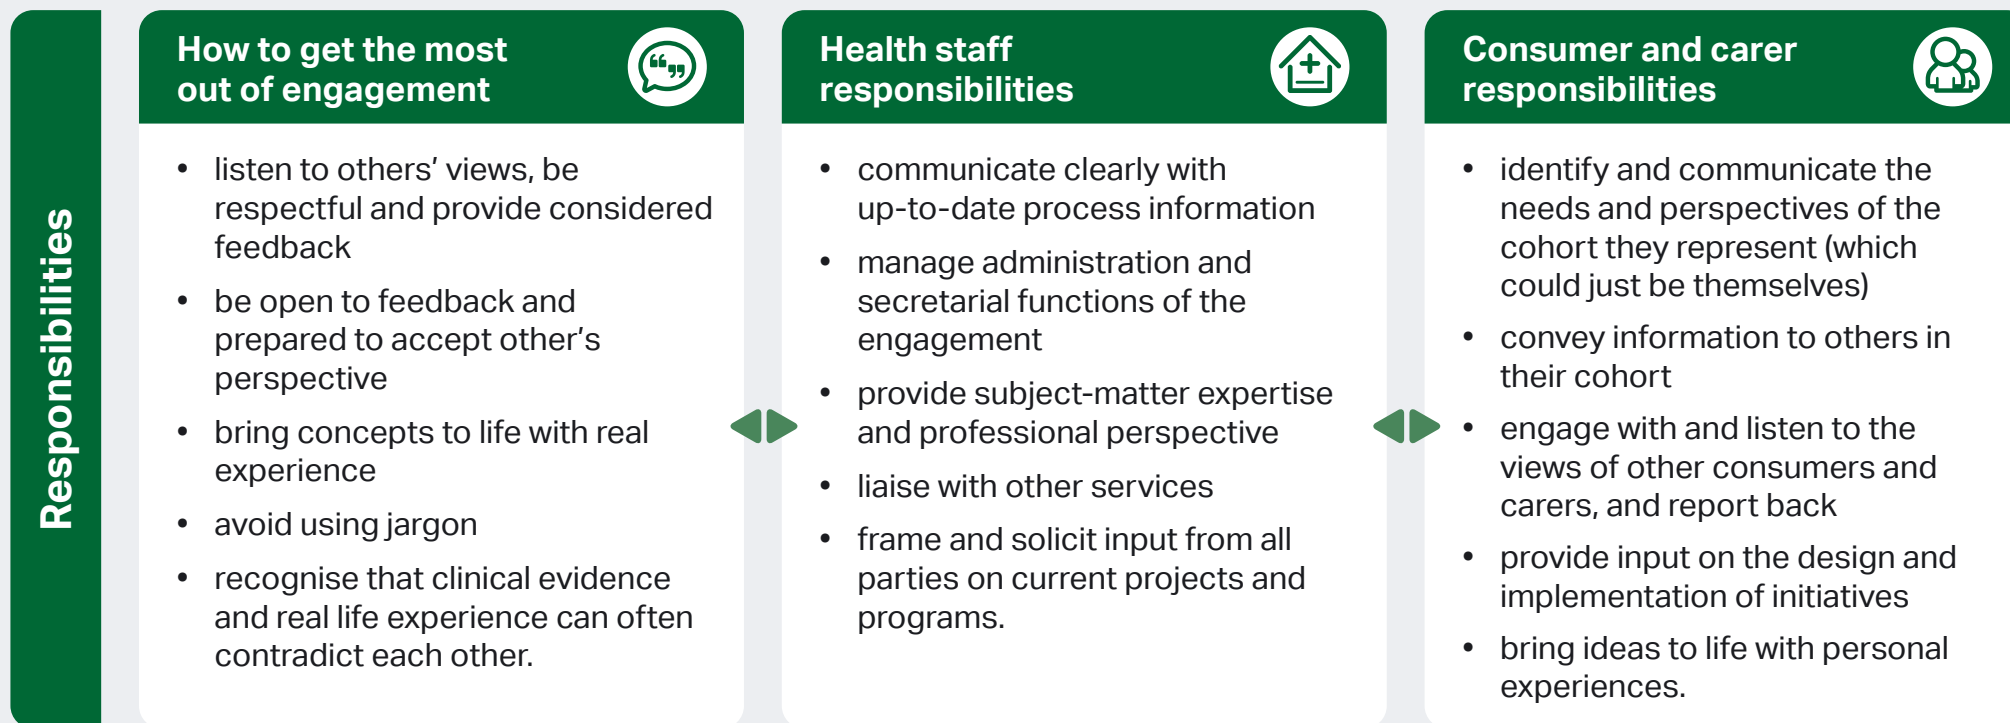 Responsibilities
How to get the most
out of engagement
• listen to others’ views, be
respectful and provide considered
feedback
• be open to feedback and
prepared to accept other’s
perspective
• bring concepts to life with real
experience
• avoid using jargon
• recognise that clinical evidence
and real life experience can often
contradict each other.
Health staff
responsibilities
• communicate clearly with
up-to-date process information
• manage administration and
secretarial functions of the
engagement
• provide subject-matter expertise
and professional perspective
• liaise with other services
• frame and solicit input from all
parties on current projects and
programs.
Consumer and carer
responsibilities
• identify and communicate the
needs and perspectives of the
cohort they represent (which
could just be themselves)
• convey information to others in
their cohort
• engage with and listen to the
views of other consumers and
carers, and report back
• provide input on the design and
implementation of initiatives
• bring ideas to life with personal
experiences.